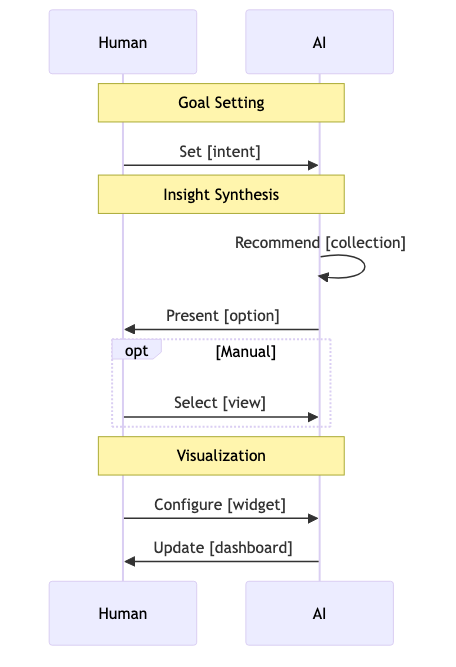 Human
AI
Goal Setting
Set [intent]
Insight Synthesis
Recommend [collection]
Present [option]
opt
[Manual]
Select [view]
Visualization
Configure [widget]
Update [dashboard]
Human
AI